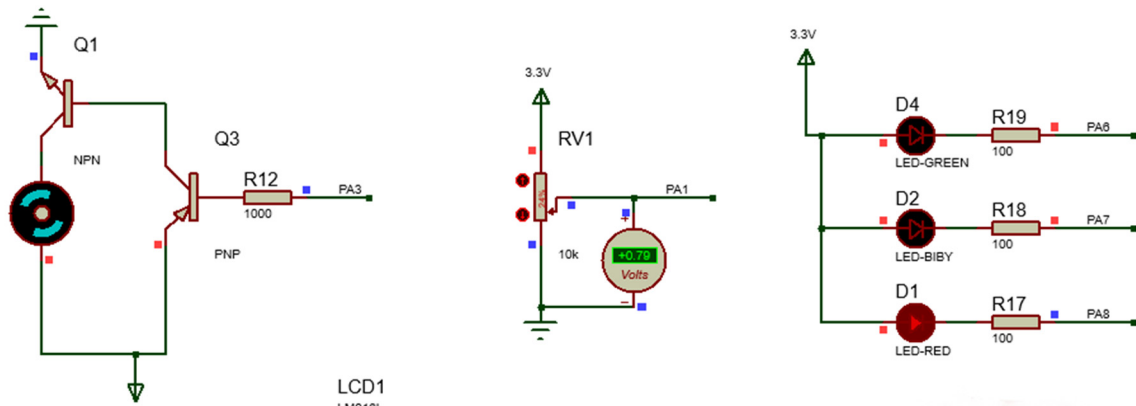 Q1
NPN
Q3
PNP
R12
1000
PA3
LCD1
3.3V
RV1
24%
10k
PA1
+
+0.79
Volts
−
3.3V
D4
LED-GREEN
R19
100
PA6
D2
LED-BIBY
R18
100
PA7
D1
LED-RED
R17
100
PA8